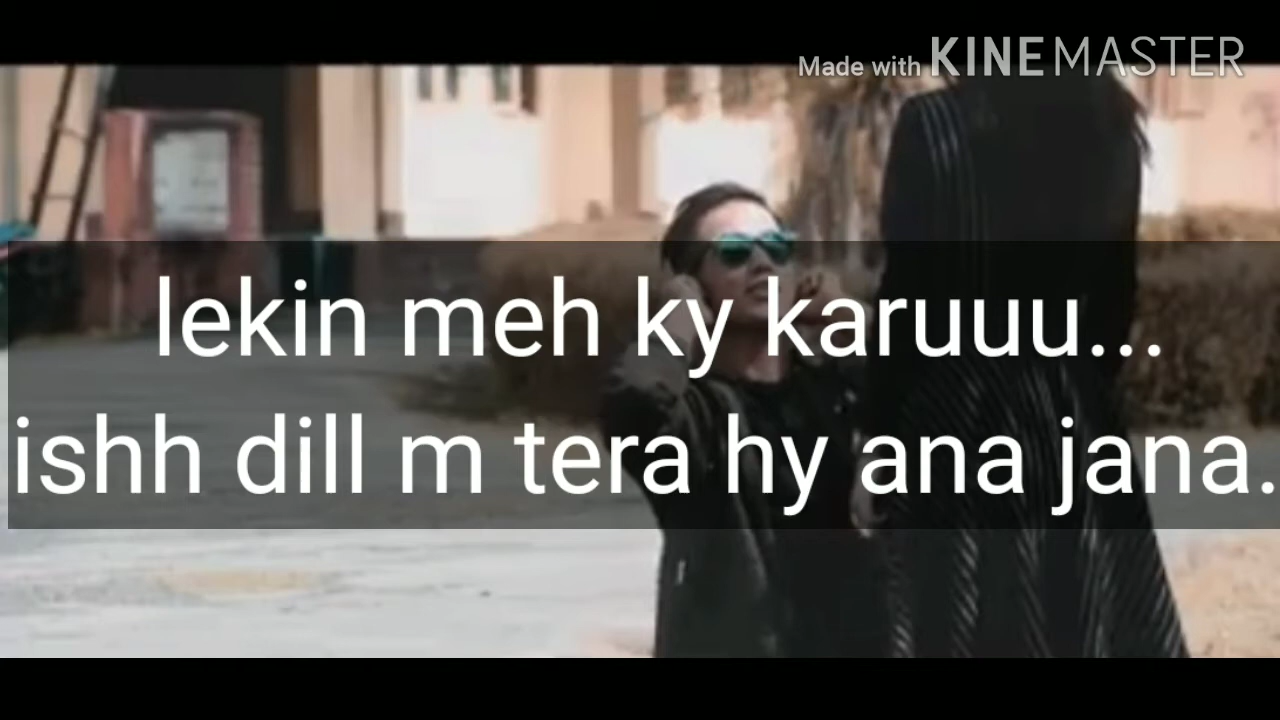 Made with KINEMASTER
lekin meh ky karuuu...
ishh dill m tera hy ana jana.